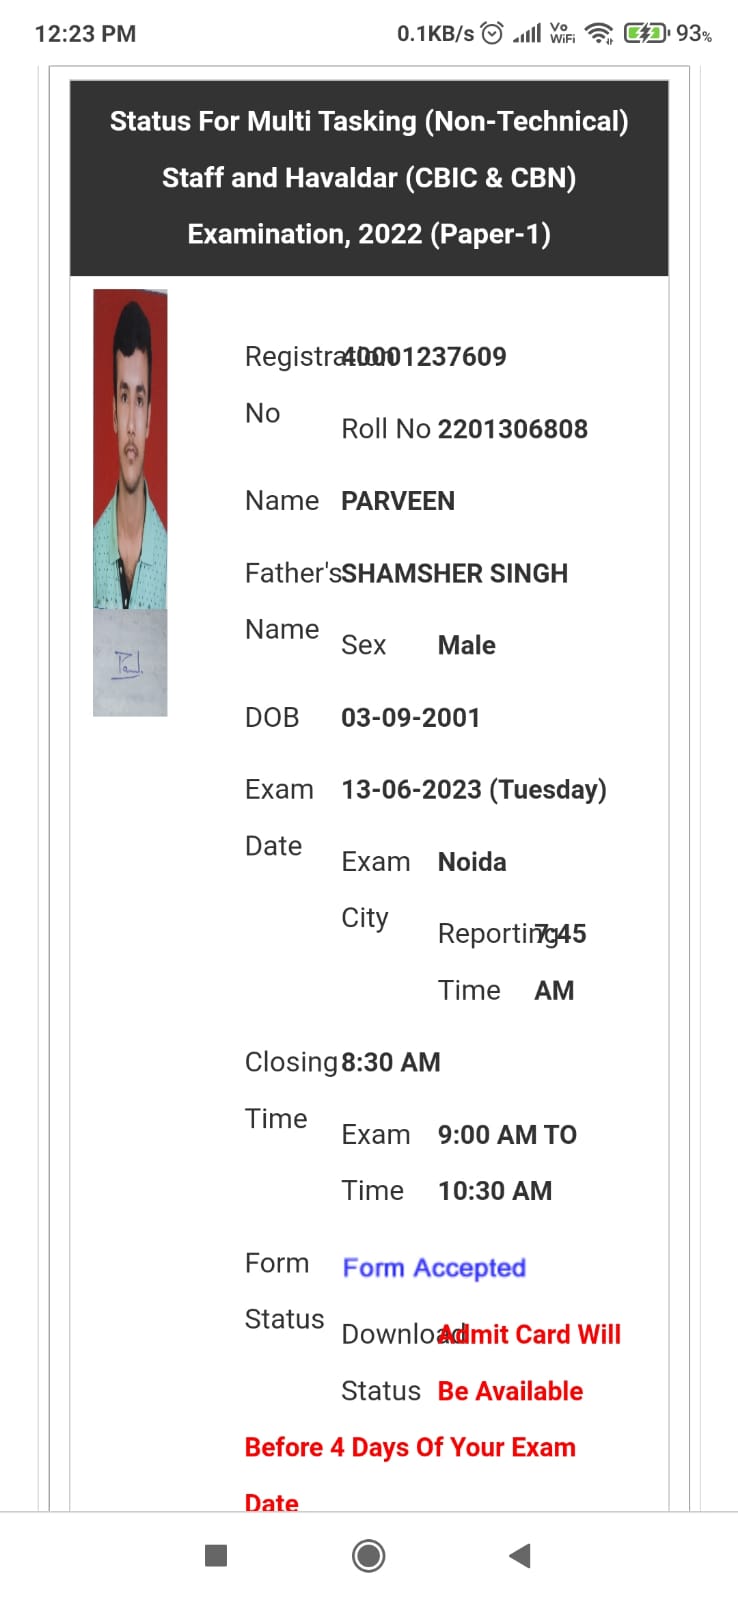 12:23 PM
0.1KB/s Vo WiFi 93%
Status For Multi Tasking (Non-Technical)
Staff and Havaldar (CBIC & CBN)
Examination, 2022 (Paper-1)
Registration 40001237609
No
Roll No 2201306808
Name PARVEEN
Father's SHAMSHER SINGH
Name
Sex Male
DOB 03-09-2001
Exam 13-06-2023 (Tuesday)
Date
Exam Noida
City
Reporting 7:45
Time AM
Closing 8:30 AM
Time
Exam 9:00 AM TO
Time 10:30 AM
Form Form Accepted
Status
Download Admit Card Will
Status Be Available
Before 4 Days Of Your Exam
Date